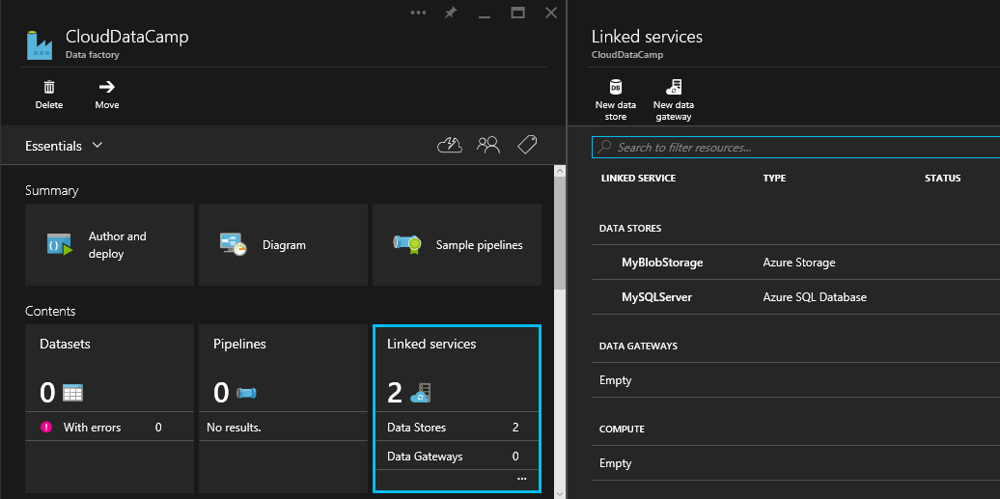 CloudDataCamp
Data factory
Delete
Move
Essentials
Summary
Author and
deploy
Diagram
Sample pipelines
Contents
Datasets
0
With errors 0
Pipelines
0
No results.
Linked services
2
Data Stores 2
Data Gateways 0
...
Linked services
CloudDataCamp
DB
New data
store
New data
gateway
Search to filter resources...
LINKED SERVICE TYPE STATUS
DATA STORES
MyBlobStorage Azure Storage
MySQLServer Azure SQL Database
DATA GATEWAYS
Empty
COMPUTE
Empty